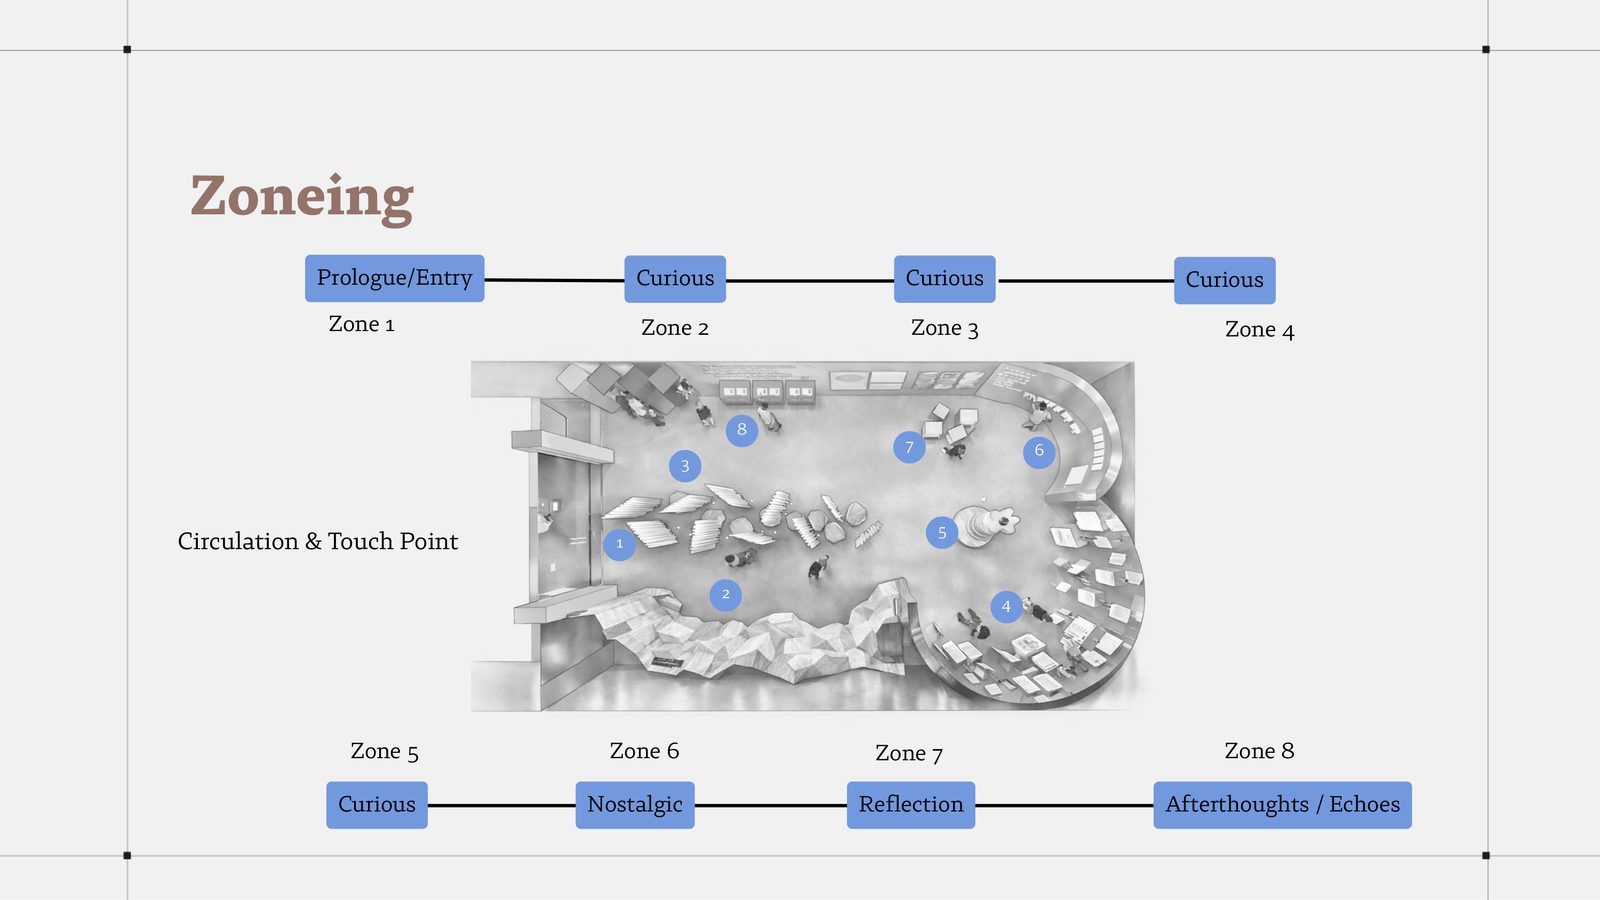 Zoneing
Prologue/Entry
Curious
Curious
Curious
Zone 1
Zone 2
Zone 3
Zone 4
8
3
7
6
1
5
2
4
Circulation & Touch Point
Zone 5
Zone 6
Zone 7
Zone 8
Curious
Nostalgic
Reflection
Afterthoughts / Echoes